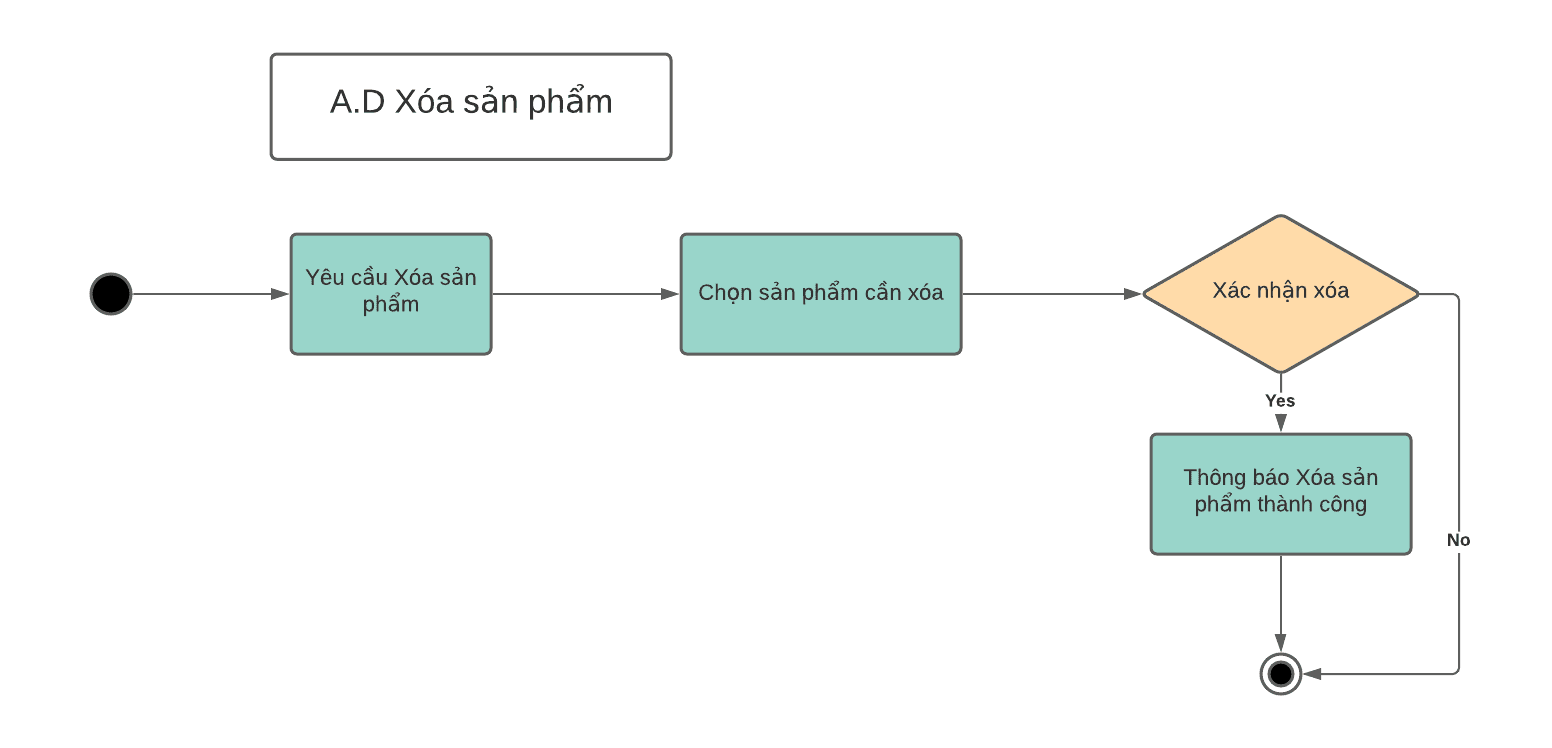 A.D Xóa sản phẩm
Yêu cầu Xóa sản
phẩm
Chọn sản phẩm cần xóa
Xác nhận xóa
Yes
Thông báo Xóa sản
phẩm thành công
No